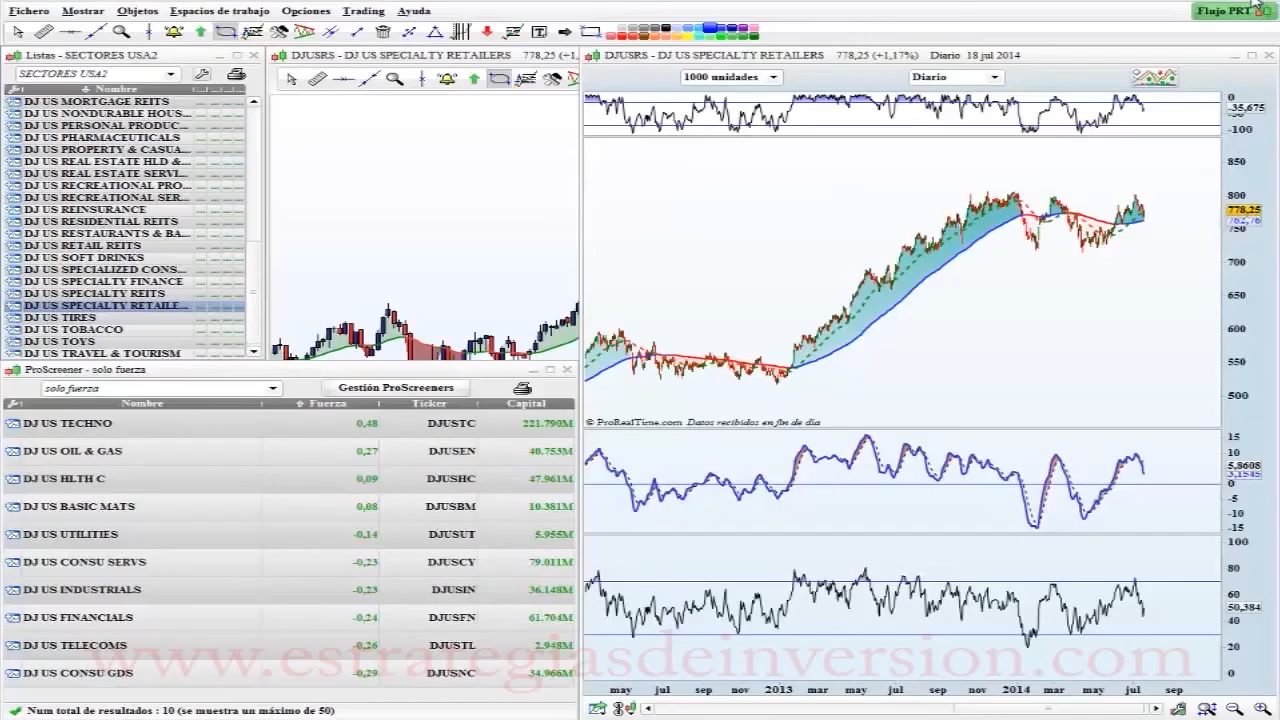 Fichero Mostrar Objetos Espacios de trabajo Opciones Trading Ayuda
Flujo PRT
Listas - SECTORES USA2
SECTORES USA2
Nombre
DJ US MORTGAGE REITS
DJ US NONDURABLE HOUS...
DJ US PERSONAL PRODUC...
DJ US PHARMACEUTICALS
DJ US PROPERTY & CASUA...
DJ US REAL ESTATE HLD &...
DJ US REAL ESTATE SERVI...
DJ US RECREATIONAL PRO...
DJ US RECREATIONAL SER...
DJ US REINSURANCE
DJ US RESIDENTIAL REITS
DJ US RESTAURANTS & BA...
DJ US RETAIL REITS
DJ US SOFT DRINKS
DJ US SPECIALIZED CONS...
DJ US SPECIALTY FINANCE
DJ US SPECIALTY REITS
DJ US SPECIALTY RETAILE...
DJ US TIRES
DJ US TOBACCO
DJ US TOYS
DJ US TRAVEL & TOURISM
DJUSRS - DJ US SPECIALTY RETAILERS 778,25 (+1
ProScreener - solo fuerza
solo fuerza
Gestión ProScreeners
Nombre Fuerza Ticker Capital
DJ US TECHNO 0,48 DJUSTC 221.790M
DJ US OIL & GAS 0,27 DJUSEN 40.753M
DJ US HLTH C 0,09 DJUSHC 47.961M
DJ US BASIC MATS 0,08 DJUSBM 10.381M
DJ US UTILITIES -0,14 DJUSUT 5.955M
DJ US CONSU SERVS -0,23 DJUSCY 79.011M
DJ US INDUSTRIALS -0,23 DJUSIN 36.148M
DJ US FINANCIALS -0,24 DJUSFN 61.704M
DJ US TELECOMS -0,26 DJUSTL 2.948M
DJ US CONSU GDS -0,29 DJUSNC 34.966M
Num total de resultados : 10 (se muestra un máximo de 50)
DJUSRS - DJ US SPECIALTY RETAILERS 778,25 (+1,17%) Diario 18 jul 2014
1000 unidades
Diario
0
-35,675
-100
850
800
778,25
762,76
750
700
650
600
550
500
© ProRealTime.com Datos recibidos en fin de día
15
10
5,8608
3,1545
0
-5
-10
-15
100
80
60
50,384
40
20
0
may jul sep nov 2013 mar may jul sep nov 2014 mar may jul sep
www.estrategiasdeinversion.com